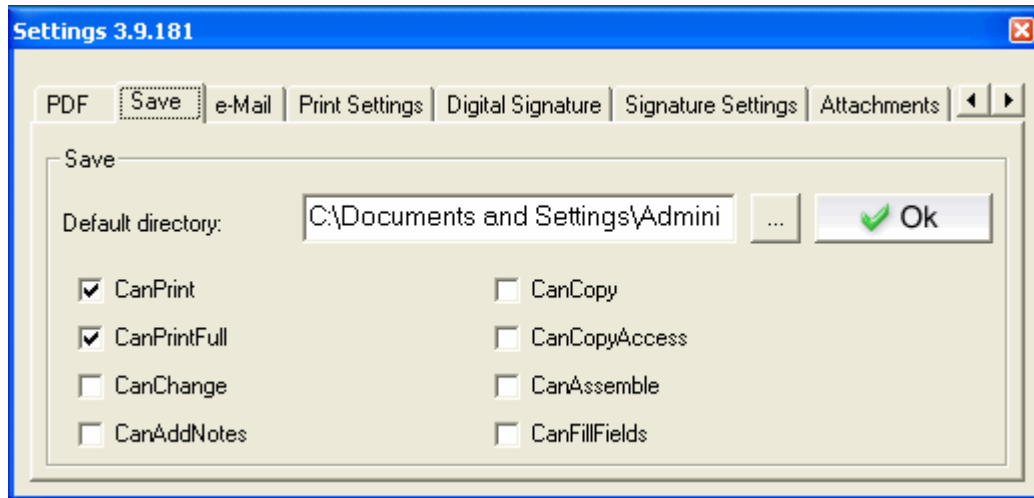 Settings 3.9.181
PDF Save e-Mail Print Settings Digital Signature Signature Settings Attachments
Save
Default directory: C:\Documents and Settings\Admini ... Ok
CanPrint CanCopy
CanPrintFull CanCopyAccess
CanChange CanAssemble
CanAddNotes CanFillFields